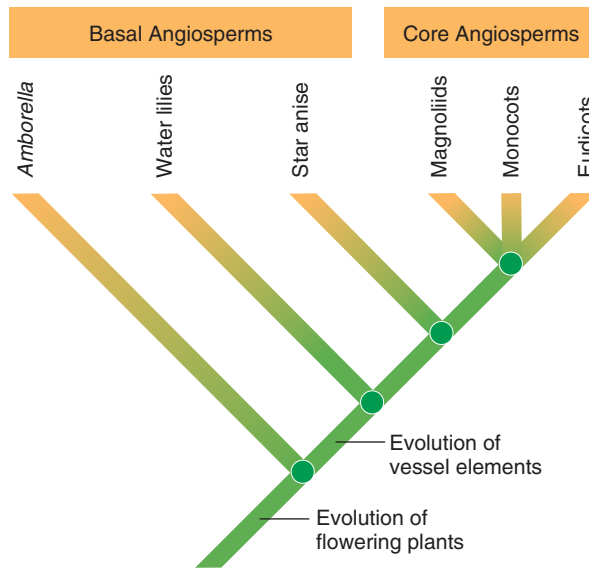 Basal Angiosperms
Core Angiosperms
Amborella
Water lilies
Star anise
Magnoliids
Monocots
Eudicots
Evolution of
vessel elements
Evolution of
flowering plants